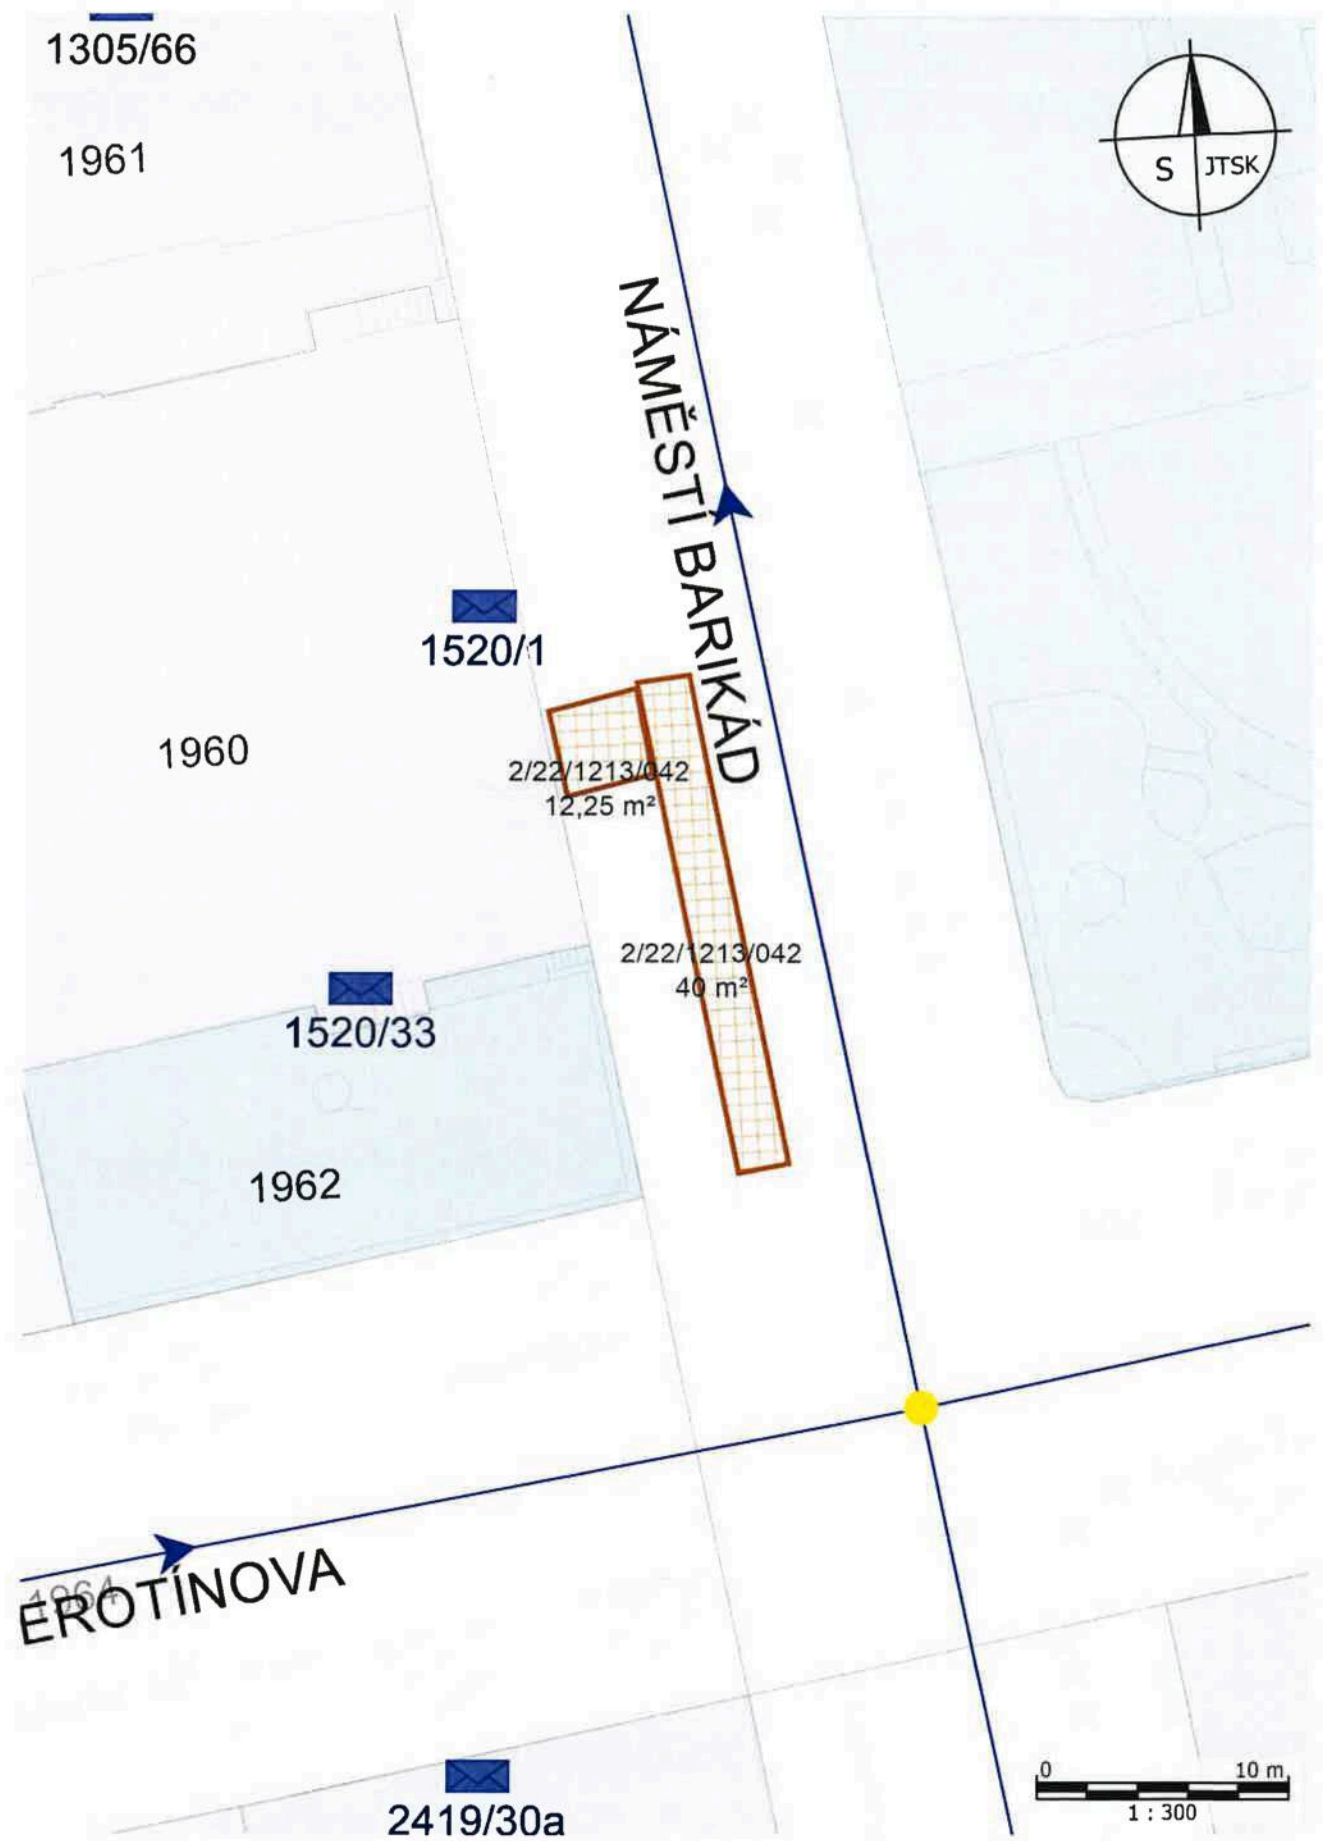 1305/66
1961
S JTSK
NÁMĚSTÍ BARIKÁD
1520/1
1960
2/22/1213/042
12,25 m²
2/22/1213/042
40 m²
1520/33
1962
1964
EROTÍNOVA
0 10 m
1 : 300
2419/30a